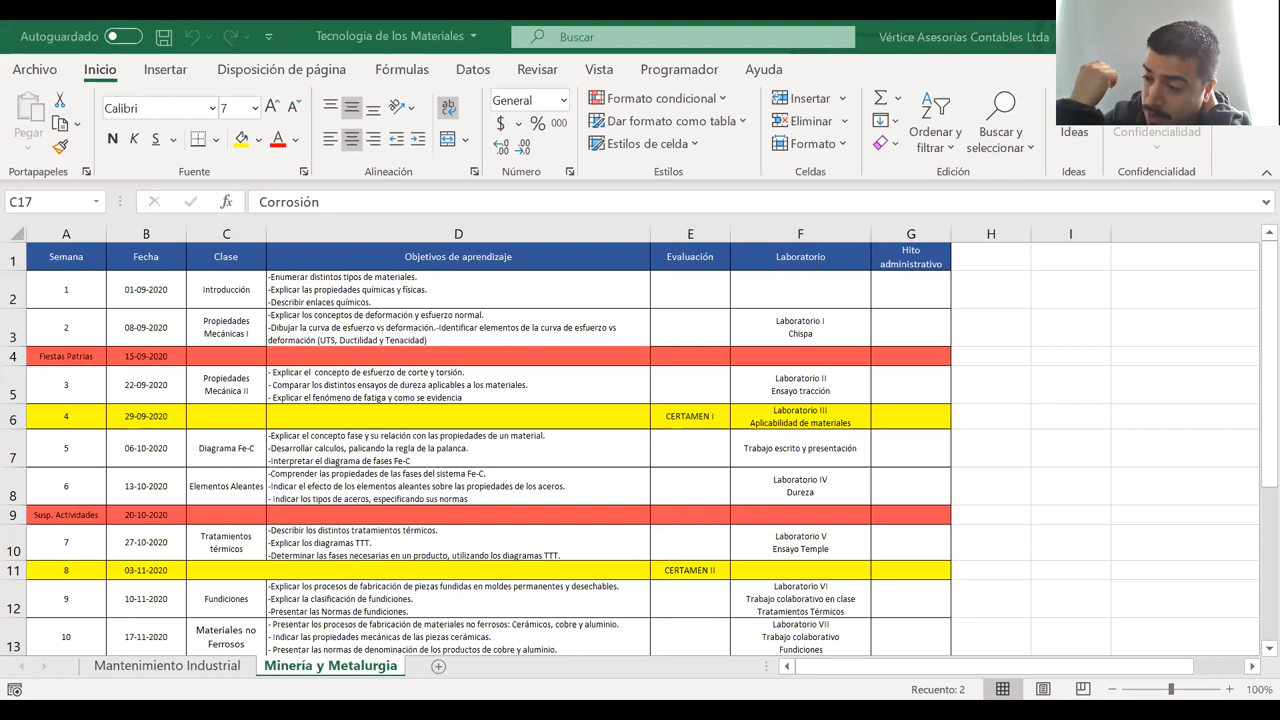 Autoguardado
Tecnologia de los Materiales
Buscar
Vértice Asesorías Contables Ltda
Archivo Inicio Insertar Disposición de página Fórmulas Datos Revisar Vista Programador Ayuda
Pegar
Calibri 7
N K S
General
$ % 000
Formato condicional
Dar formato como tabla
Estilos de celda
Insertar
Eliminar
Formato
Ordenar y
filtrar
Buscar y
seleccionar
Ideas
Confidencialidad
Portapapeles Fuente Alineación Número Estilos Celdas Edición Ideas Confidencialidad
C17 fx Corrosión
A B C D E F G H I
1 Semana Fecha Clase Objetivos de aprendizaje Evaluación Laboratorio Hito
administrativo
2 1 01-09-2020 Introducción
-Enumerar distintos tipos de materiales.
-Explicar las propiedades químicas y físicas.
-Describir enlaces químicos.
3 2 08-09-2020 Propiedades
Mecánicas I
-Explicar los conceptos de deformación y esfuerzo normal.
-Dibujar la curva de esfuerzo vs deformación.-Identificar elementos de la curva de esfuerzo vs
deformación (UTS, Ductilidad y Tenacidad)
Laboratorio I
Chispa
4 Fiestas Patrias 15-09-2020
5 3 22-09-2020 Propiedades
Mecánica II
- Explicar el concepto de esfuerzo de corte y torsión.
- Comparar los distintos ensayos de dureza aplicables a los materiales.
- Explicar el fenómeno de fatiga y como se evidencia
Laboratorio II
Ensayo tracción
6 4 29-09-2020 CERTAMEN I
Laboratorio III
Aplicabilidad de materiales
7 5 06-10-2020 Diagrama Fe-C
-Explicar el concepto fase y su relación con las propiedades de un material.
-Desarrollar calculos, palicando la regla de la palanca.
-Interpretar el diagrama de fases Fe-C
Trabajo escrito y presentación
8 6 13-10-2020 Elementos Aleantes
-Comprender las propiedades de las fases del sistema Fe-C.
-Indicar el efecto de los elementos aleantes sobre las propiedades de los aceros.
- Indicar los tipos de aceros, especificando sus normas
Laboratorio IV
Dureza
9 Susp. Actividades 20-10-2020
10 7 27-10-2020 Tratamientos
térmicos
-Describir los distintos tratamientos térmicos.
-Explicar los diagramas TTT.
-Determinar las fases necesarias en un producto, utilizando los diagramas TTT.
Laboratorio V
Ensayo Temple
11 8 03-11-2020 CERTAMEN II
12 9 10-11-2020 Fundiciones
-Explicar los procesos de fabricación de piezas fundidas en moldes permanentes y desechables.
-Explicar la clasificación de fundiciones.
-Presentar las Normas de fundiciones.
Laboratorio VI
Trabajo colaborativo en clase
Tratamientos Térmicos
13 10 17-11-2020 Materiales no
Ferrosos
- Presentar los procesos de fabricación de materiales no ferrosos: Cerámicos, cobre y aluminio.
- Indicar las propiedades mecánicas de las piezas cerámicas.
- Presentar las normas de denominación de los productos de cobre y aluminio.
Laboratorio VII
Trabajo colaborativo
Fundiciones
Mantenimiento Industrial Minería y Metalurgia
Recuento: 2 100%